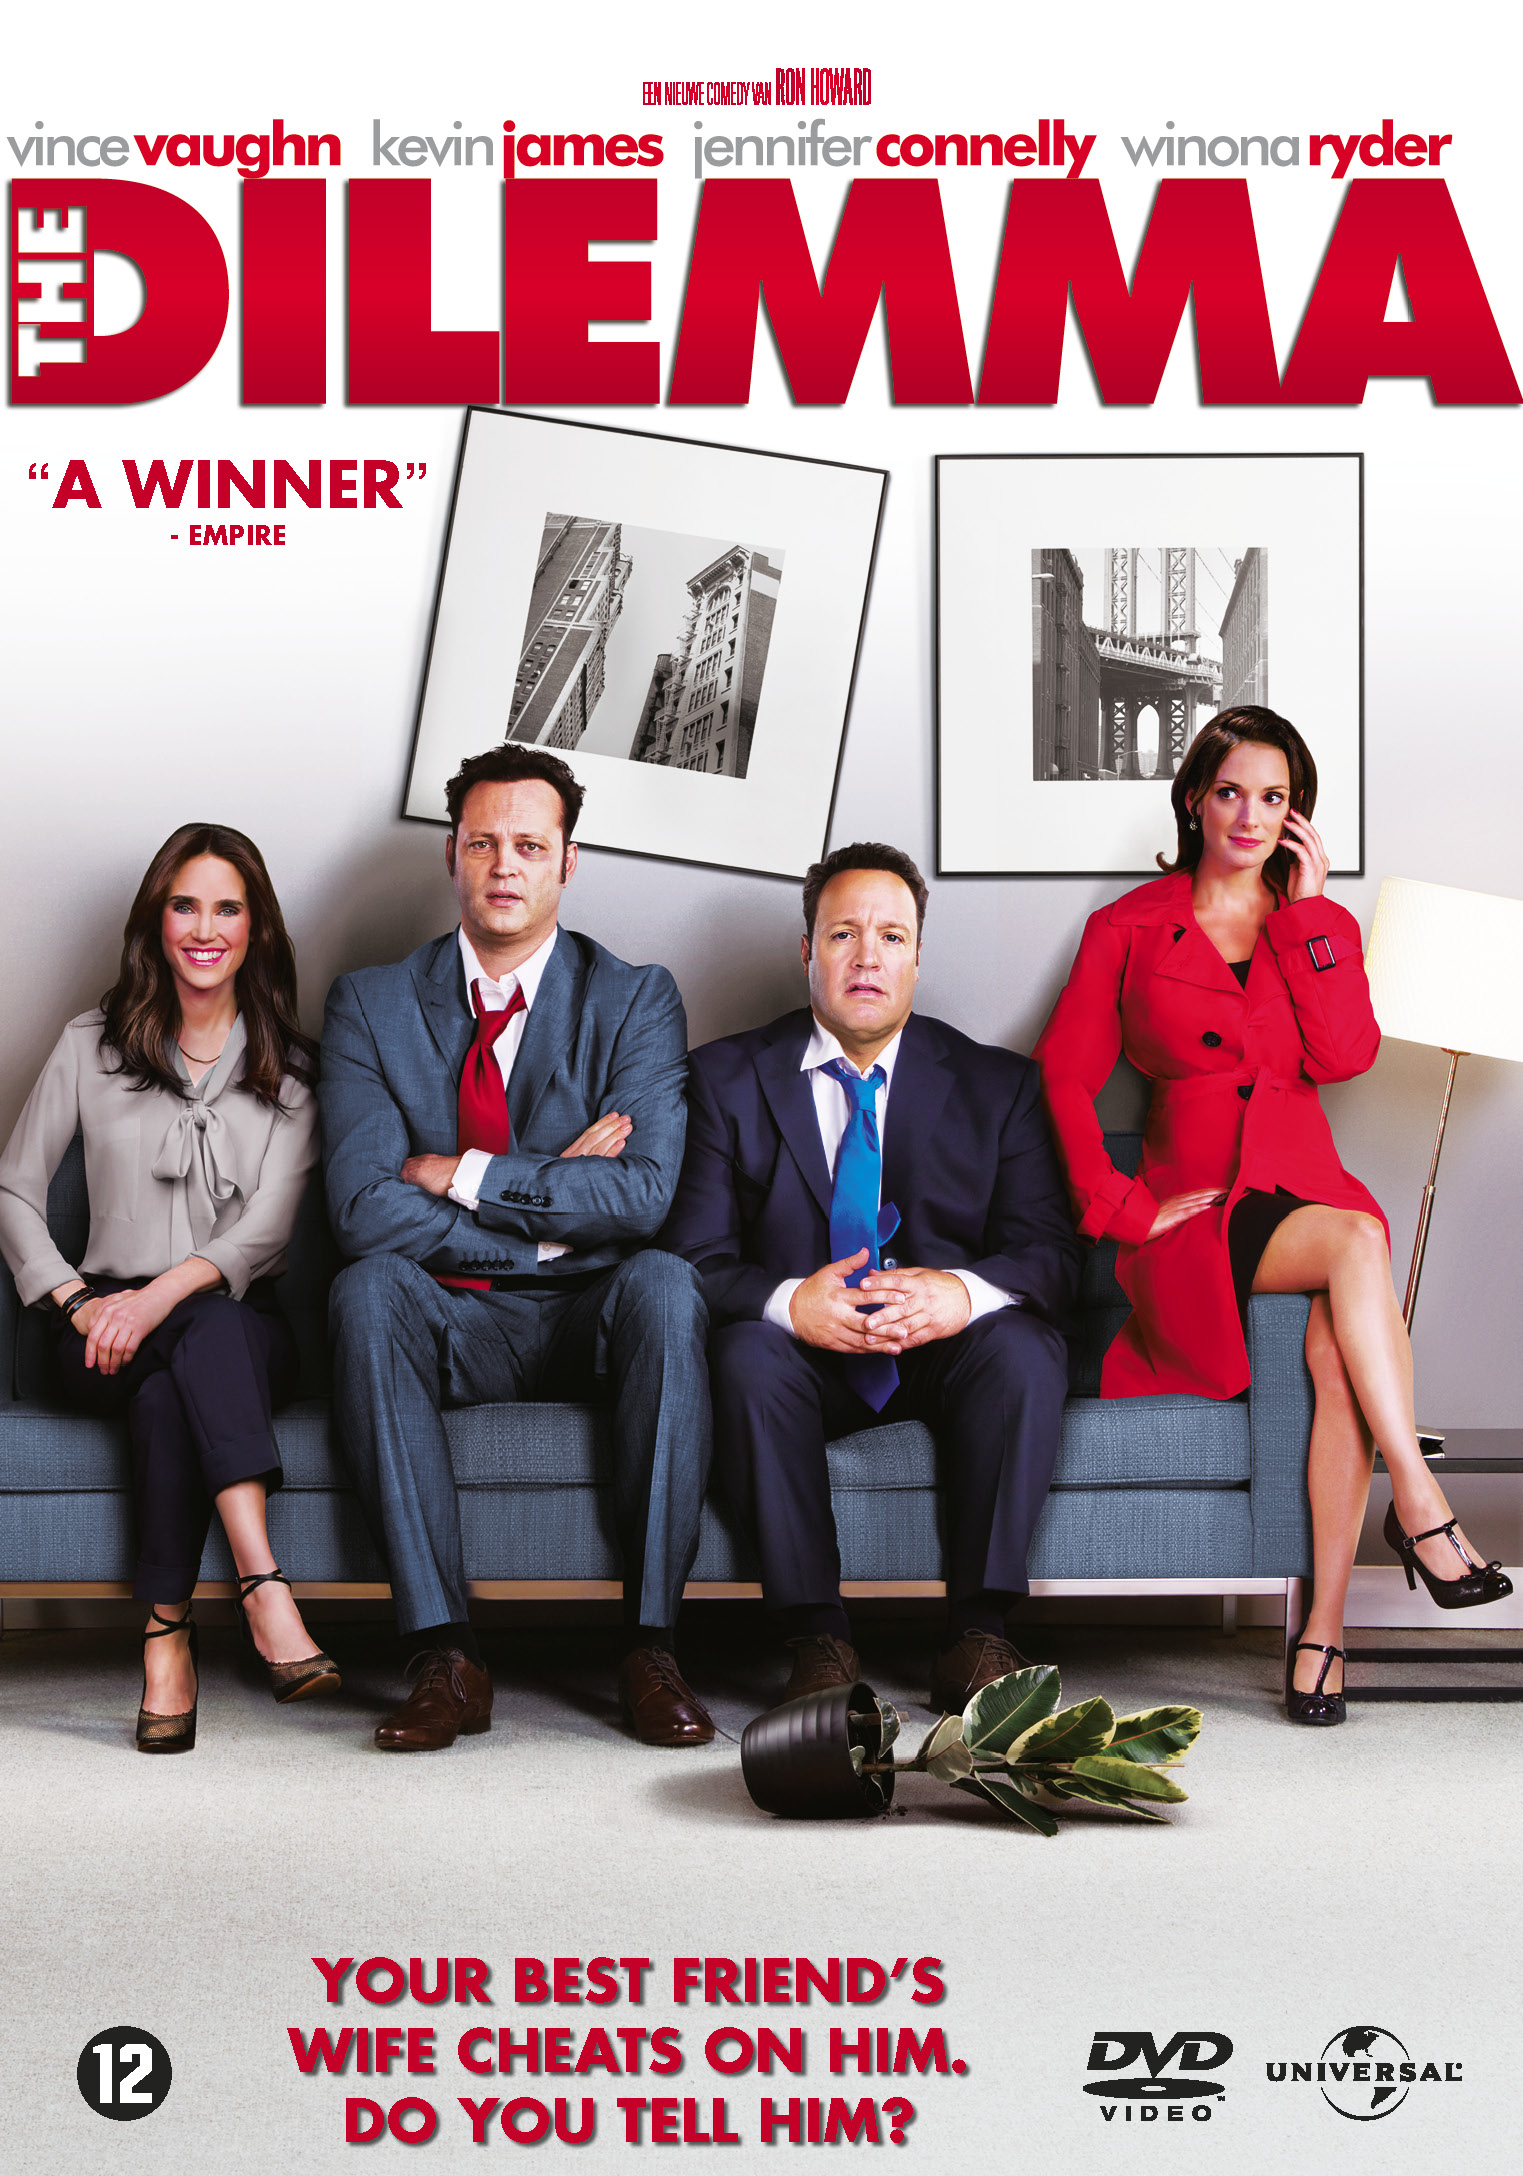 EEN NIEUWE COMEDY VAN RON HOWARD
vince vaughn kevin james jennifer connelly winona ryder
THE DILEMMA
“A WINNER”
- EMPIRE
YOUR BEST FRIEND’S
WIFE CHEATS ON HIM.
DO YOU TELL HIM?
12
DVD
VIDEO™
UNIVERSAL®